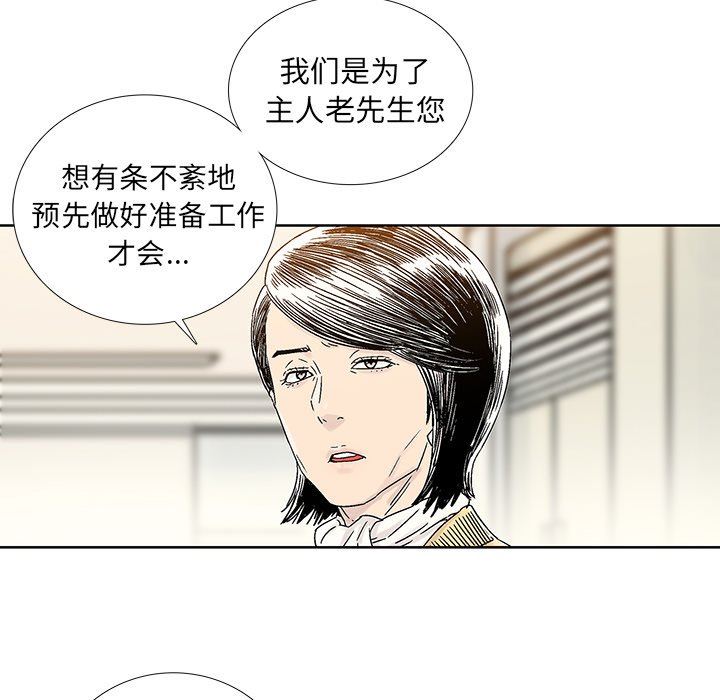 我们是为了
主人老先生您
想有条不紊地
预先做好准备工作
才会...